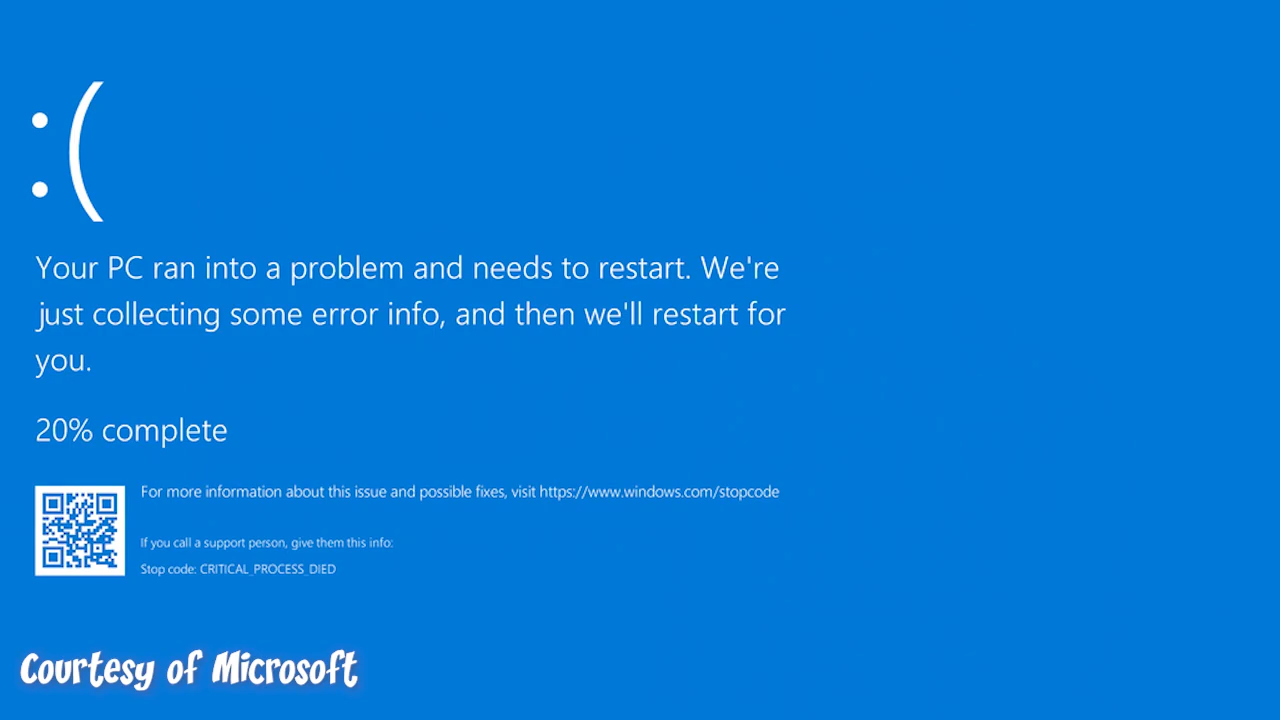 :(
Your PC ran into a problem and needs to restart. We're
just collecting some error info, and then we'll restart for
you.
20% complete
For more information about this issue and possible fixes, visit https://www.windows.com/stopcode
If you call a support person, give them this info:
Stop code: CRITICAL_PROCESS_DIED
Courtesy of Microsoft